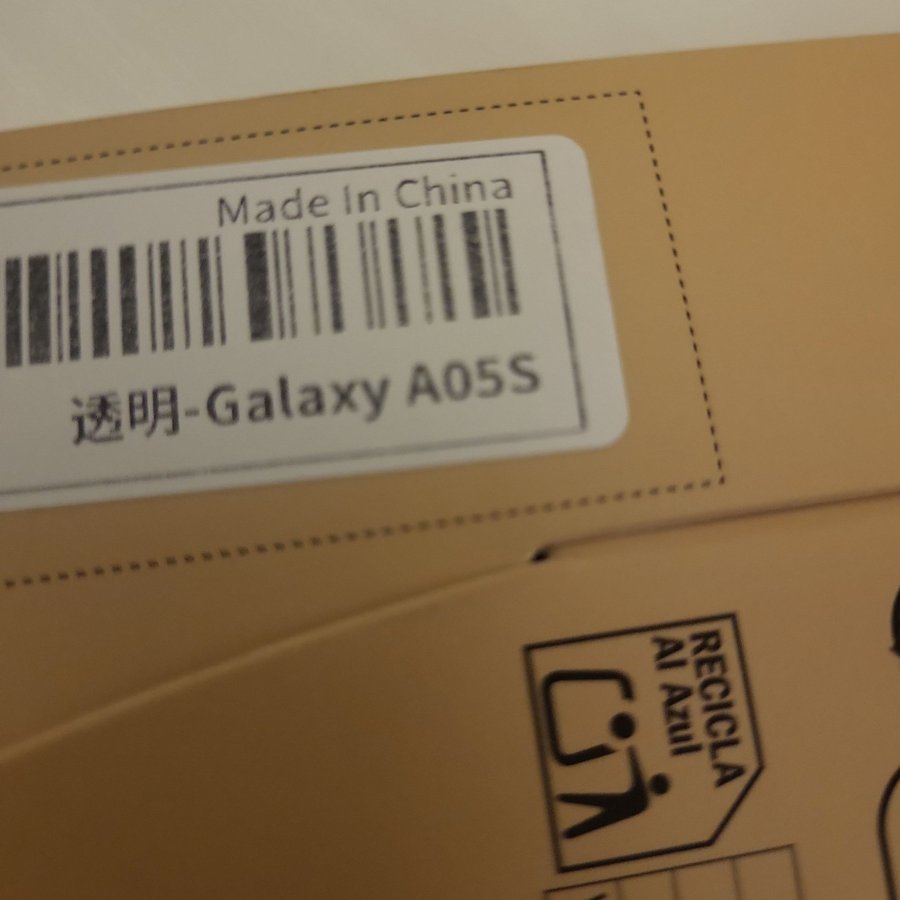 Made In China
透明-Galaxy A05S
RECICLA
Al Azul